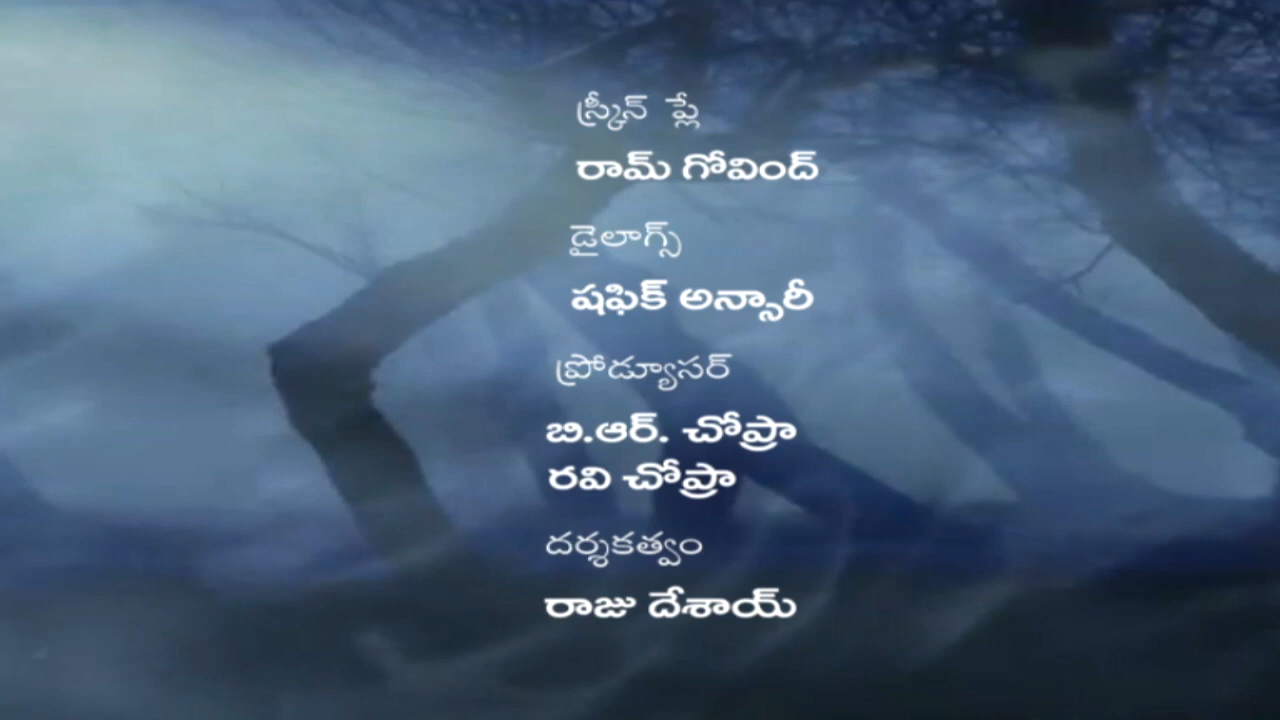 స్క్రీన్ ప్లే
రామ్ గోవింద్
డైలాగ్స్
షఫిక్ అన్సారీ
ప్రోడ్యూసర్
బి.ఆర్. చోప్రా
రవి చోప్రా
దర్శకత్వం
రాజు దేశాయ్